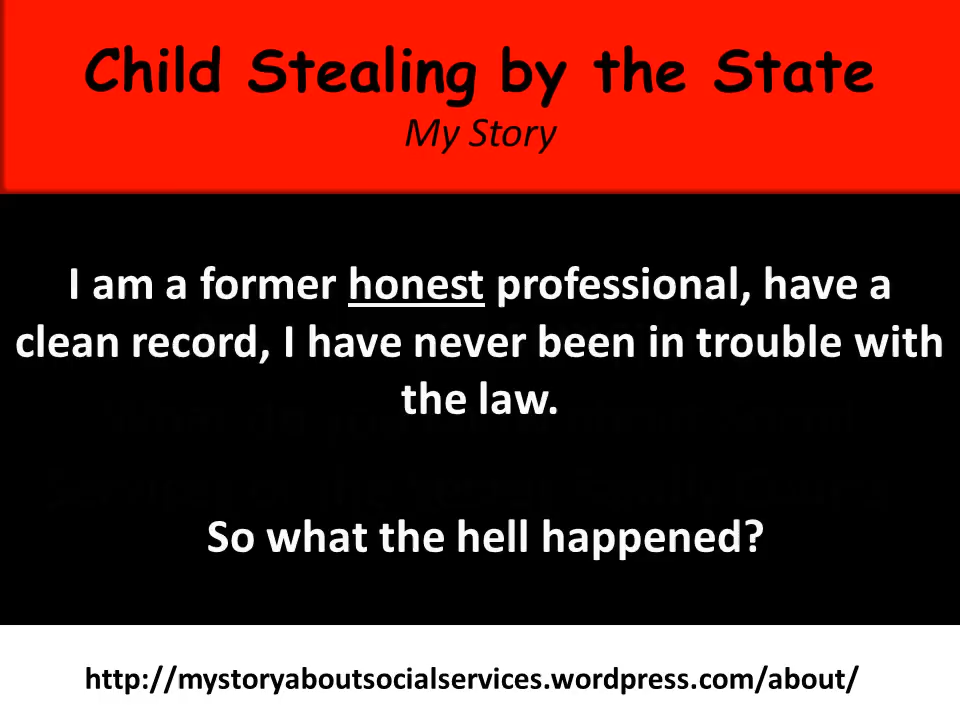 Child Stealing by the State
My Story
I am a former honest professional, have a
clean record, I have never been in trouble with
the law.
So what the hell happened?
http://mystoryaboutsocialservices.wordpress.com/about/